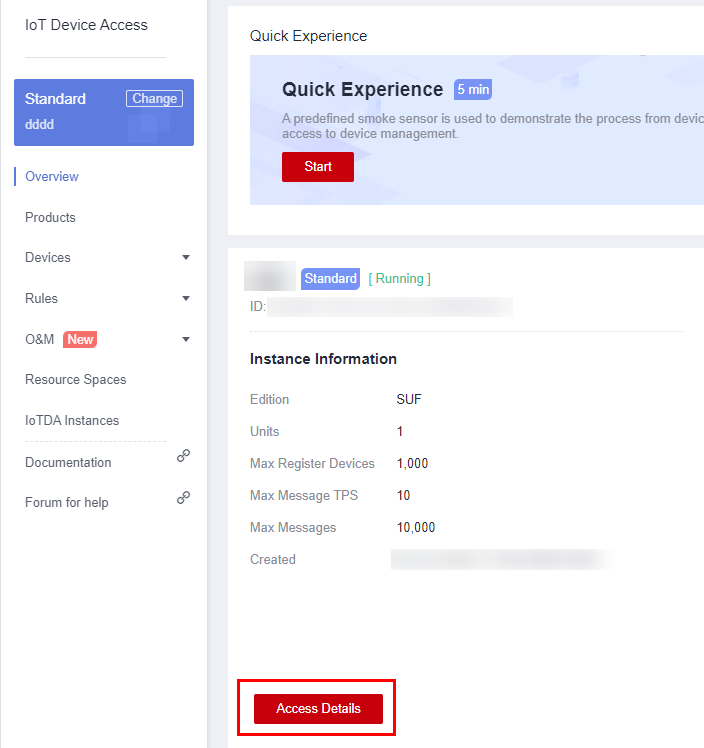 IoT Device Access
Standard Change
dddd
Overview
Products
Devices
Rules
O&M New
Resource Spaces
IoTDA Instances
Documentation
Forum for help
Quick Experience
Quick Experience 5 min
A predefined smoke sensor is used to demonstrate the process from devic
access to device management.
Start
Standard [ Running ]
ID:
Instance Information
Edition SUF
Units 1
Max Register Devices 1,000
Max Message TPS 10
Max Messages 10,000
Created
Access Details